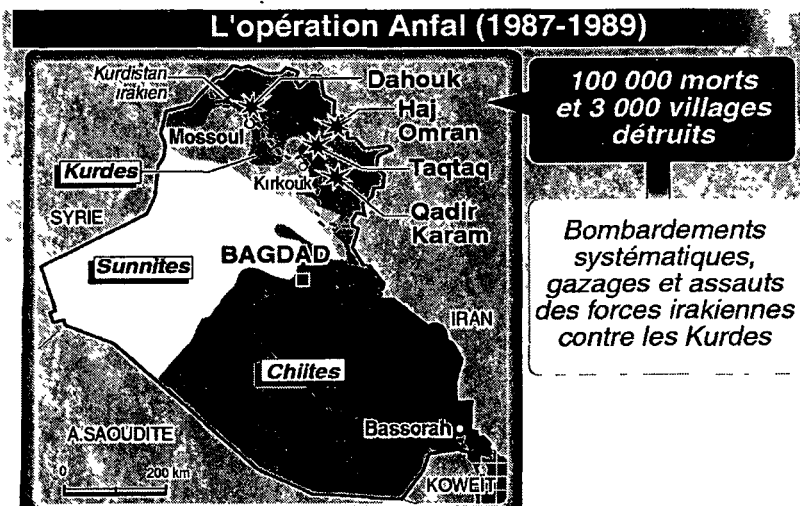 L'opération Anfal (1987-1989)
Kurdistan
irakien
Dahouk
Haj
Omran
Mossoul
Taqtaq
Kurdes
Kırkouk
Qadir
Karam
SYRIE
BAGDAD
Sunnites
IRAN
Chiites
Bassorah
A.SAOUDITE
0
200 km
KOWEÏT
100 000 morts
et 3 000 villages
détruits
Bombardements
systématiques,
gazages et assauts
des forces irakiennes
contre les Kurdes